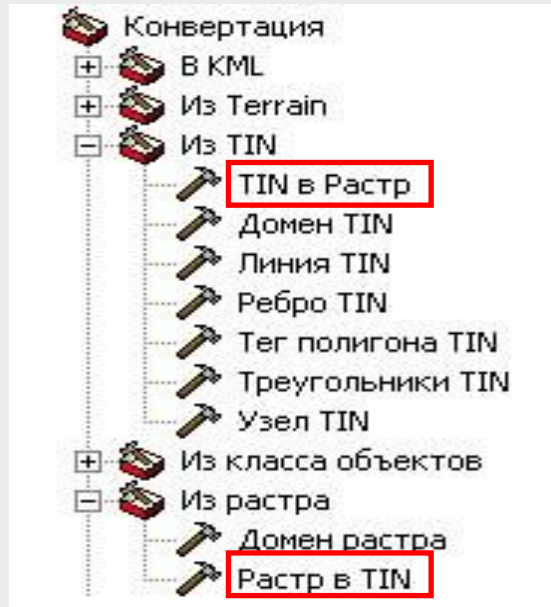 Конвертация
В KML
Из Terrain
Из TIN
TIN в Растр
Домен TIN
Линия TIN
Ребро TIN
Тег полигона TIN
Треугольники TIN
Узел TIN
Из класса объектов
Из растра
Домен растра
Растр в TIN